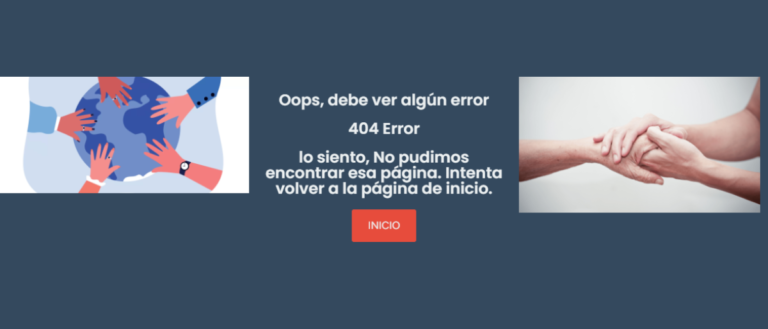 Oops, debe ver algún error
404 Error
lo siento, No pudimos
encontrar esa página. Intenta
volver a la página de inicio.
INICIO